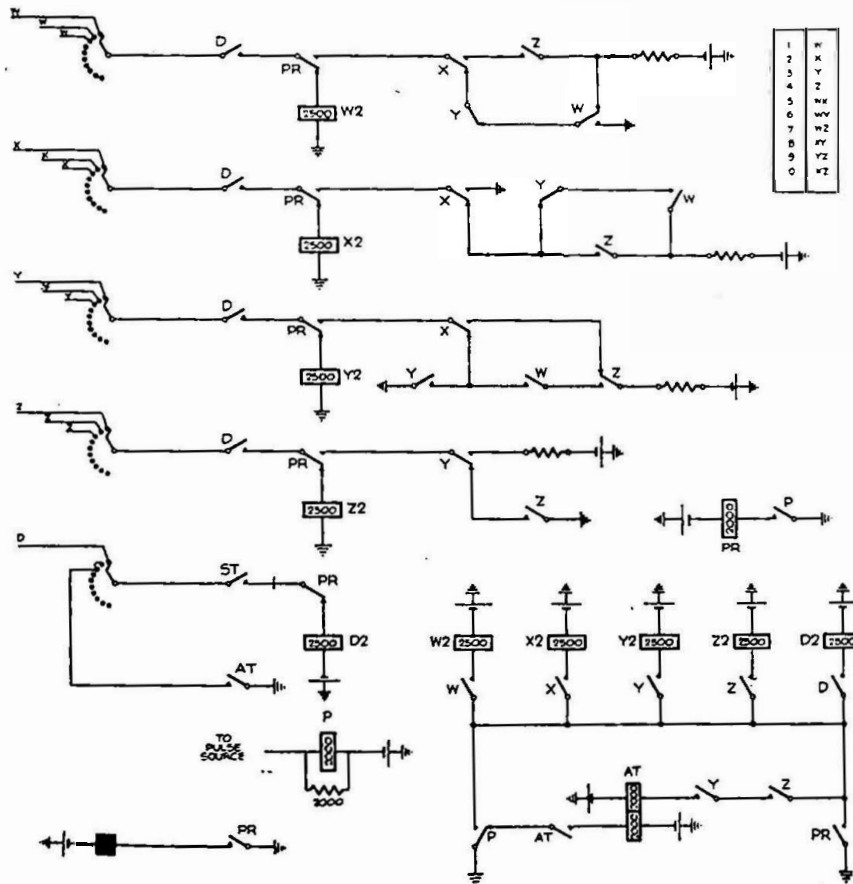 W
W
W
D
PR
X
Z
Y
W
2500 W2
1 W
2 X
3 Y
4 Z
5 WX
6 WY
7 WZ
8 XY
9 YZ
0 XZ
X
X
X
D
PR
X
Y
W
Z
2500 X2
Y
Y
Y
D
PR
X
Y
W
Z
2500 Y2
Z
Z
Z
D
PR
Y
Z
2500 Z2
2000
PR
P
D
ST
PR
2500 D2
AT
W2 2500
X2 2500
Y2 2500
Z2 2500
D2 2500
W
X
Y
Z
D
TO
PULSE
SOURCE
P
2000
AT
Y
Z
P
AT
PR
PR